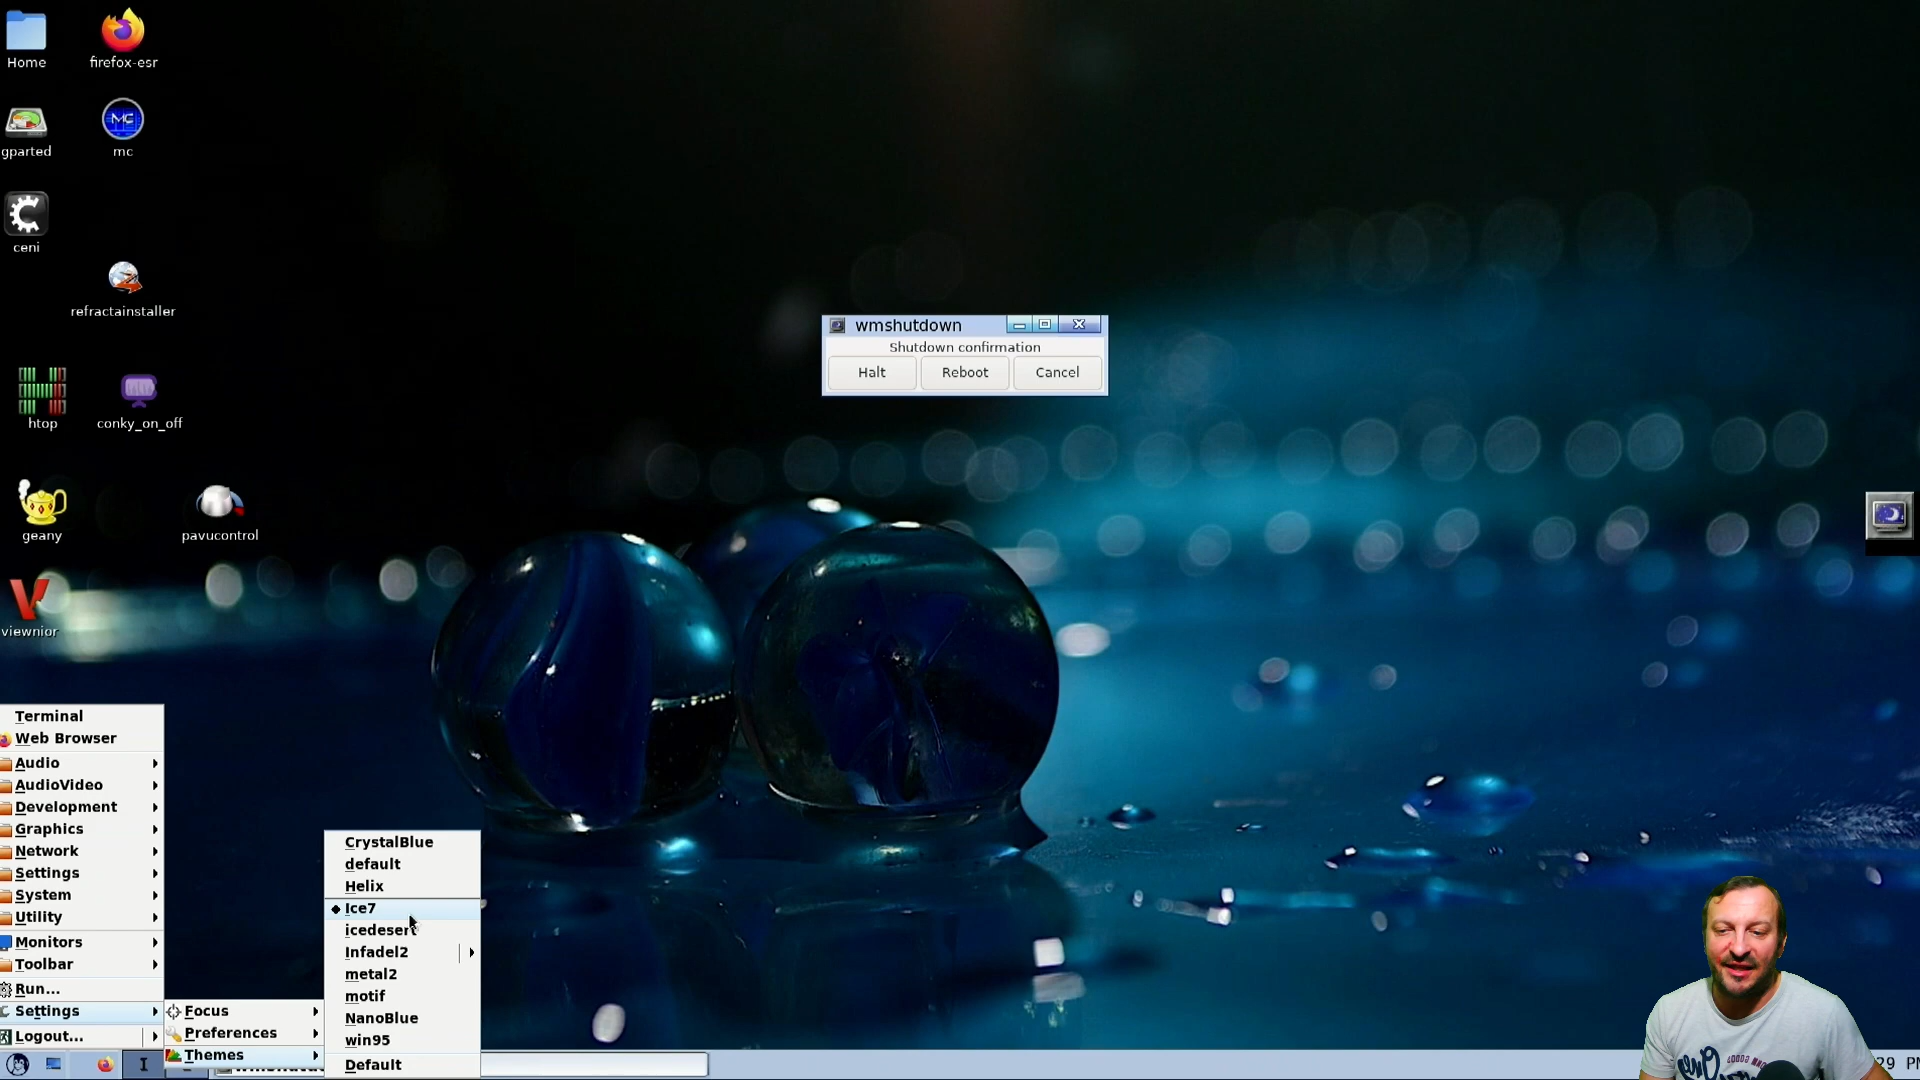 Home
firefox-esr
gparted
MC
mc
ceni
refractainstaller
wmshutdown
Shutdown confirmation
Halt
Reboot
Cancel
htop
conky_on_off
geany
pavucontrol
viewnior
Terminal
Web Browser
Audio
AudioVideo
Development
Graphics
Network
Settings
System
Utility
Monitors
Toolbar
Run...
Settings
Logout...
Focus
Preferences
Themes
CrystalBlue
default
Helix
Ice7
icedesert
Infadel2
metal2
motif
NanoBlue
win95
Default
I